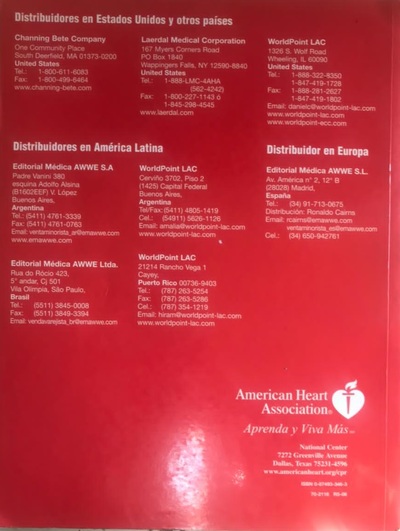 Distribuidores en Estados Unidos y otros países
Channing Bete Company
One Community Place
South Deerfield, MA 01373-0200
United States
Tel.: 1-800-611-6083
Fax: 1-800-499-6464
www.channing-bete.com
Laerdal Medical Corporation
167 Myers Corners Road
PO Box 1840
Wappingers Falls, NY 12590-8840
United States
Tel.: 1-888-LMC-4AHA
(562-4242)
Fax: 1-800-227-1143 ó
1-845-298-4545
www.laerdal.com
WorldPoint LAC
1326 S. Wolf Road
Wheeling, IL 60090
United States
Tel.: 1-888-322-8350
1-847-419-1728
Fax: 1-888-281-2627
1-847-419-1802
Email: danielc@worldpoint-lac.com
www.worldpoint-lac.com
www.worldpoint-ecc.com
Distribuidores en América Latina
Editorial Médica AWWE S.A
Padre Vanini 380
esquina Adolfo Alsina
(B1602EEF) V. López
Buenos Aires,
Argentina
Tel.: (5411) 4761-3339
Fax: (5411) 4761-0763
Email: ventaminorista_ar@emawwe.com
www.emawwe.com
WorldPoint LAC
Cerviño 3702, Piso 2
(1425) Capital Federal
Buenos Aires,
Argentina
Tel/Fax: (5411) 4805-1419
Cel.: (54911) 5626-1126
Email: amalia@worldpoint-lac.com
www.worldpoint-lac.com
Distribuidor en Europa
Editorial Médica AWWE S.L.
Av. América n° 2, 12° B
(28028) Madrid,
España
Tel.: (34) 91-713-0675
Distribución: Ronaldo Cairns
Email: rcairns@emawwe.com
ventaminorista_es@emawwe.com
Cel.: (34) 650-942761
Editorial Médica AWWE Ltda.
Rua do Rócio 423,
5° andar, Cj 501
Vila Olímpia, São Paulo,
Brasil
Tel.: (5511) 3845-0008
Fax: (5511) 3849-3394
Email: vendavarejista_br@emawwe.com
WorldPoint LAC
21214 Rancho Vega 1
Cayey,
Puerto Rico 00736-9403
Tel.: (787) 263-5254
Fax: (787) 263-5286
Cel.: (787) 354-1219
Email: hiram@worldpoint-lac.com
www.worldpoint-lac.com
American Heart
Association®
Aprenda y Viva Más
National Center
7272 Greenville Avenue
Dallas, Texas 75231-4596
www.americanheart.org/cpr